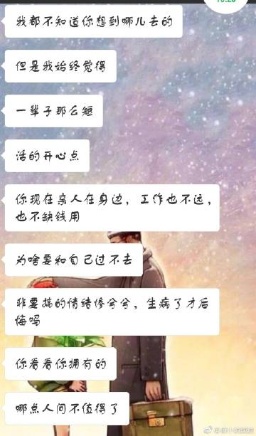 我都不知道你想到哪儿去的
但是我始终觉得
一辈子那么短
活的开心点
你现在亲人在身边，工作也不远，
也不缺钱用
为啥要和自己过不去
非要搞的情绪修兮兮，生病了才后
悔吗
你看看你拥有的
哪点人间不值得了